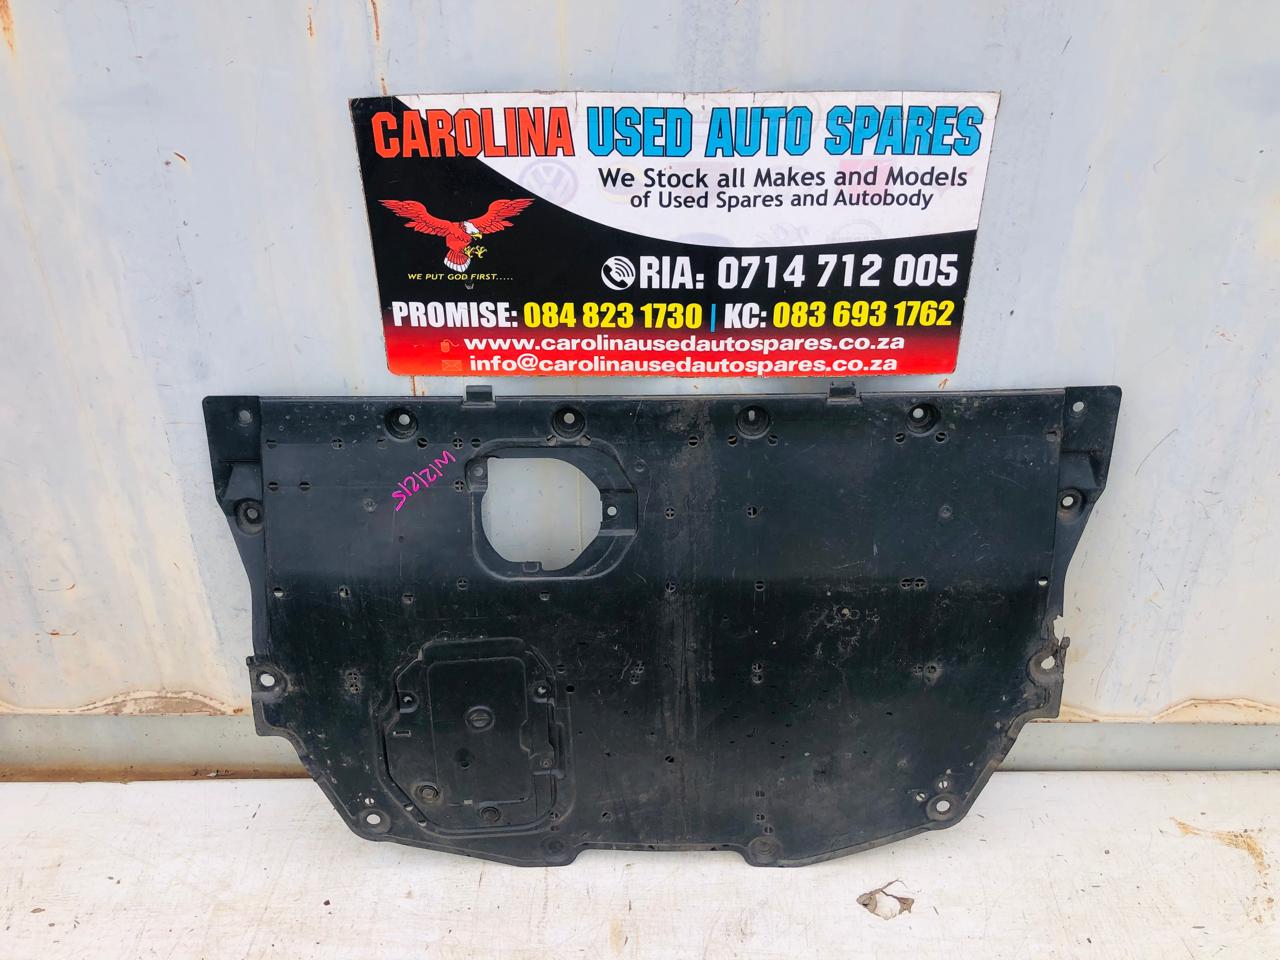 CAROLINA USED AUTO SPARES
We Stock all Makes and Models
of Used Spares and Autobody
WE PUT GOD FIRST.....
RIA: 0714 712 005
PROMISE: 084 823 1730 | KC: 083 693 1762
www.carolinausedautospares.co.za
info@carolinausedautospares.co.za